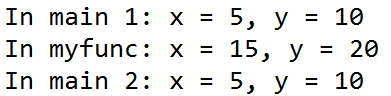 In main 1: x = 5, y = 10
In myfunc: x = 15, y = 20
In main 2: x = 5, y = 10